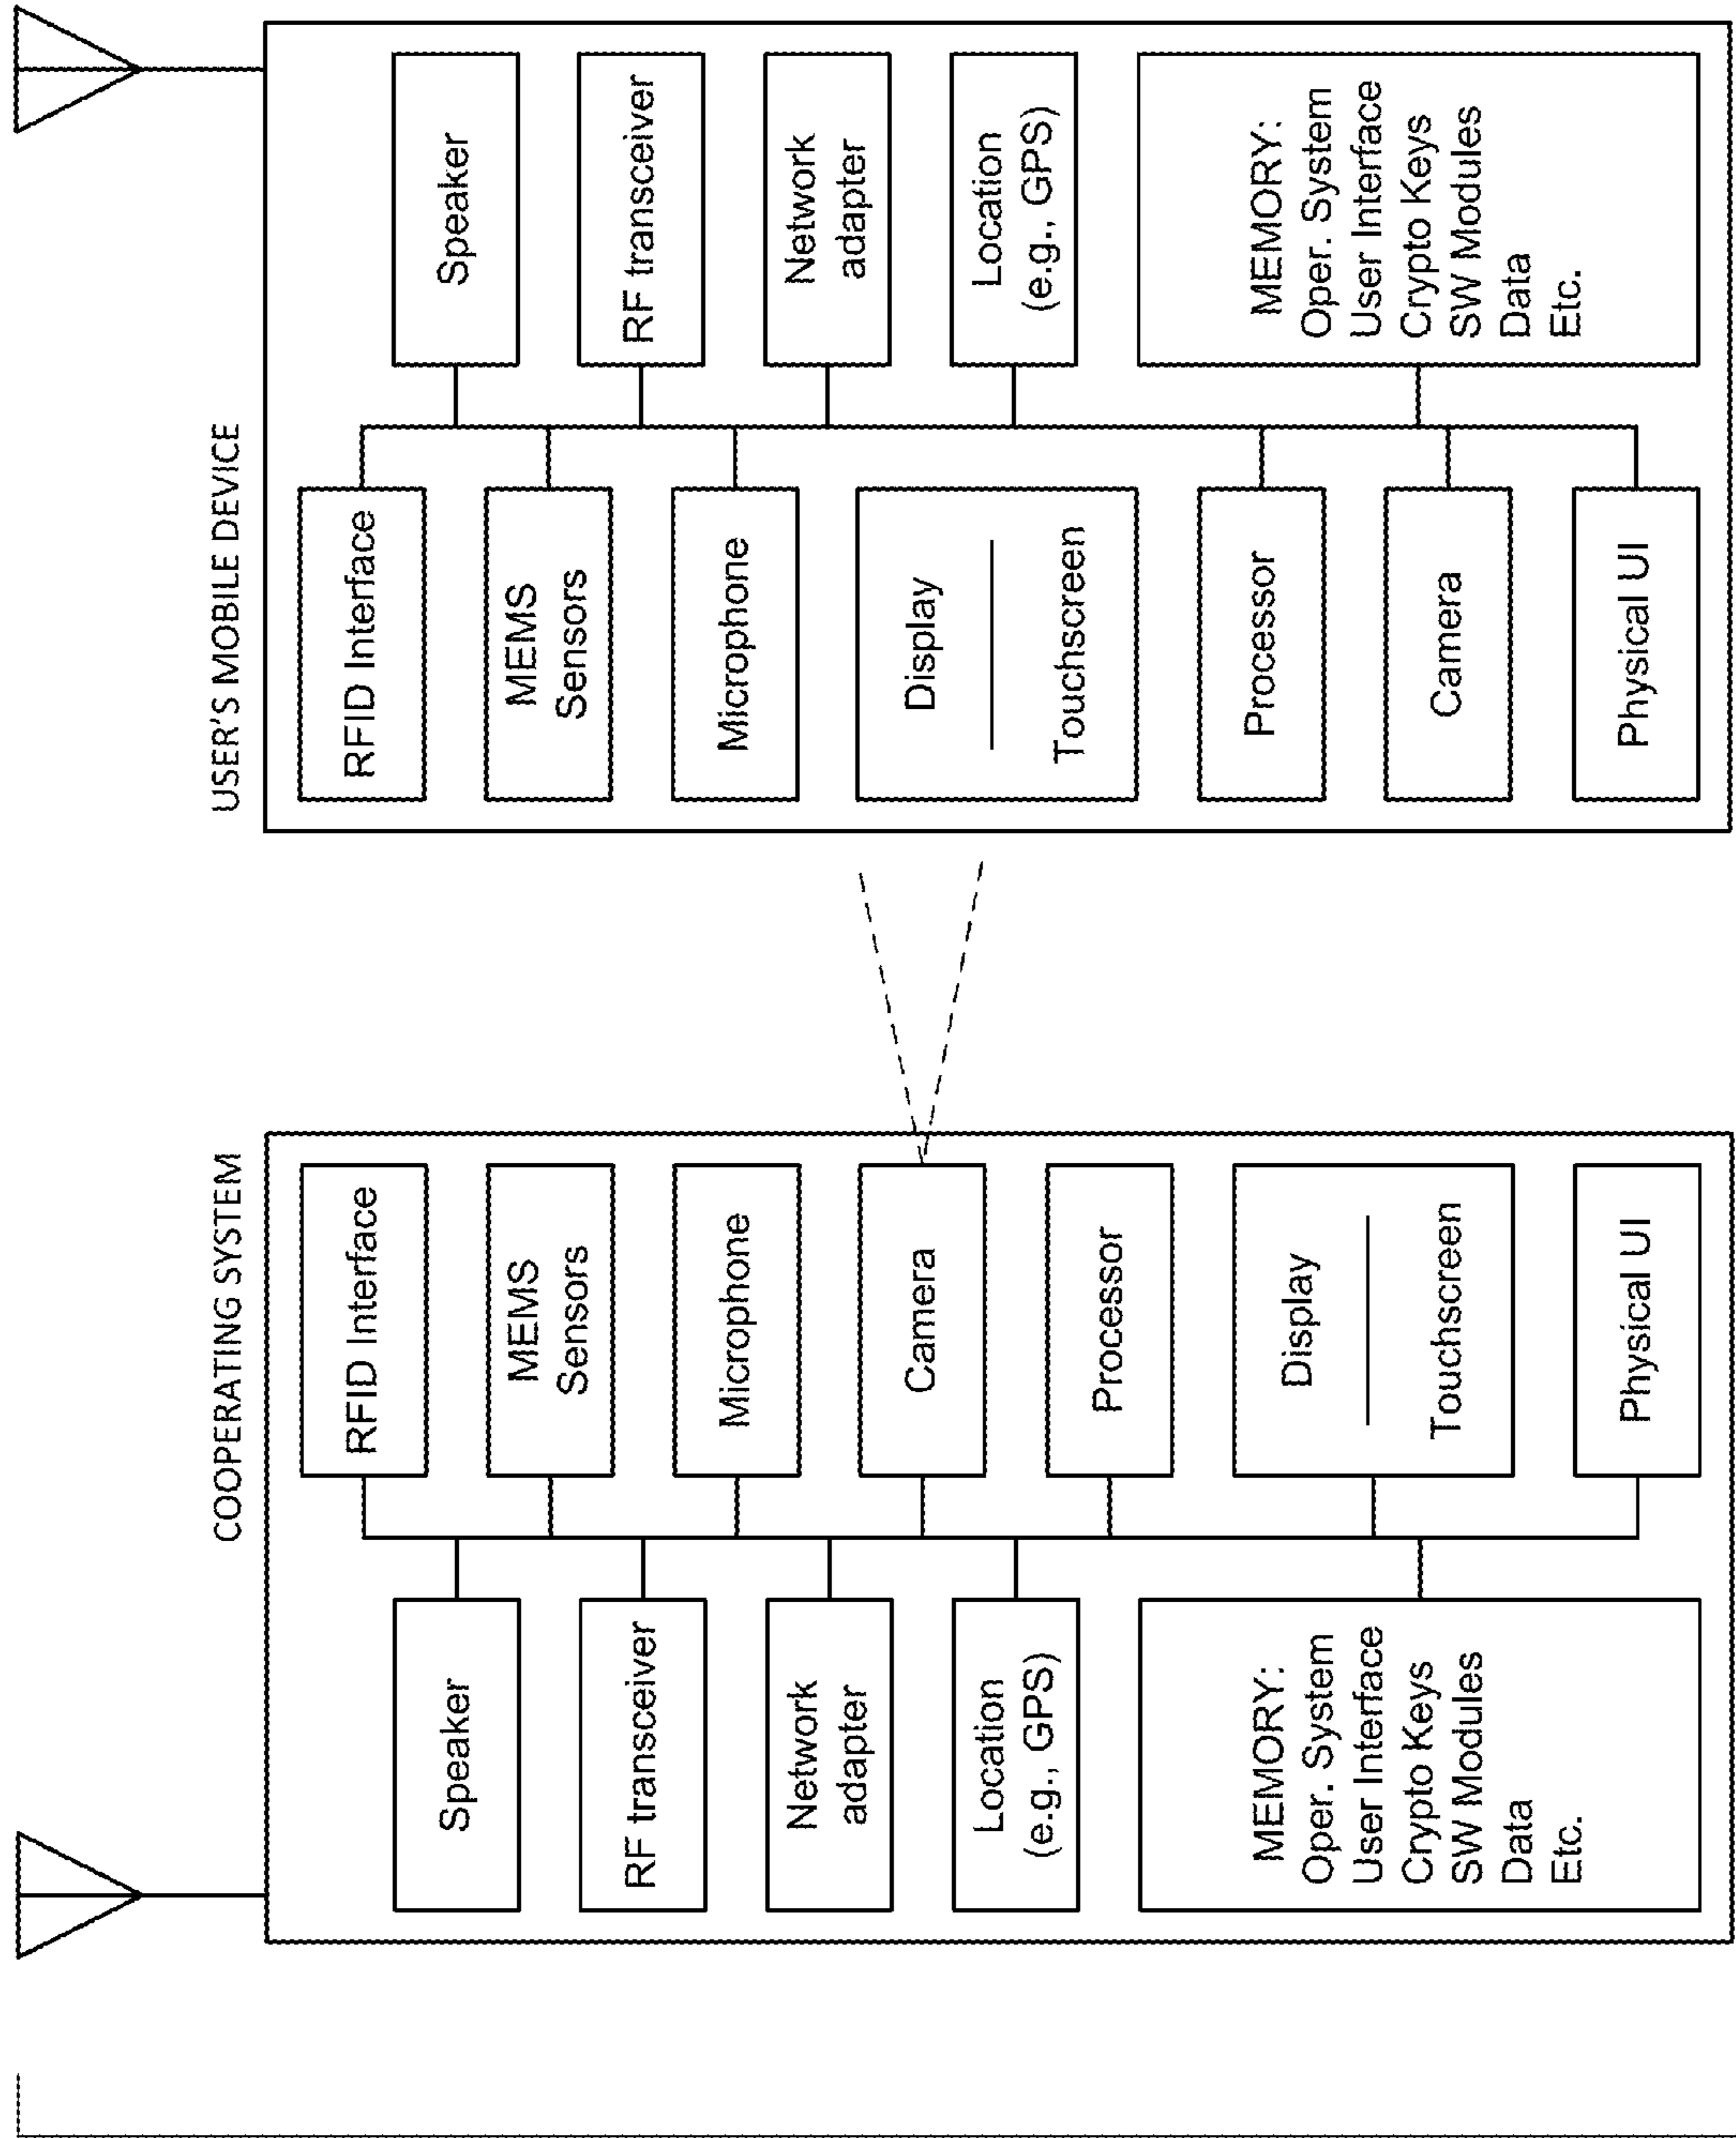 COOPERATING SYSTEM
RFID Interface
Speaker
MEMS
Sensors
RF transceiver
Microphone
Network
adapter
Camera
Location
(e.g., GPS)
Processor
MEMORY:
Oper. System
User Interface
Crypto Keys
SW Modules
Data
Etc.
Display
Touchscreen
Physical UI
USER'S MOBILE DEVICE
RFID Interface
Speaker
MEMS
Sensors
RF transceiver
Microphone
Network
adapter
Display
Touchscreen
Location
(e.g., GPS)
Processor
MEMORY:
Oper. System
User Interface
Crypto Keys
SW Modules
Data
Etc.
Camera
Physical UI